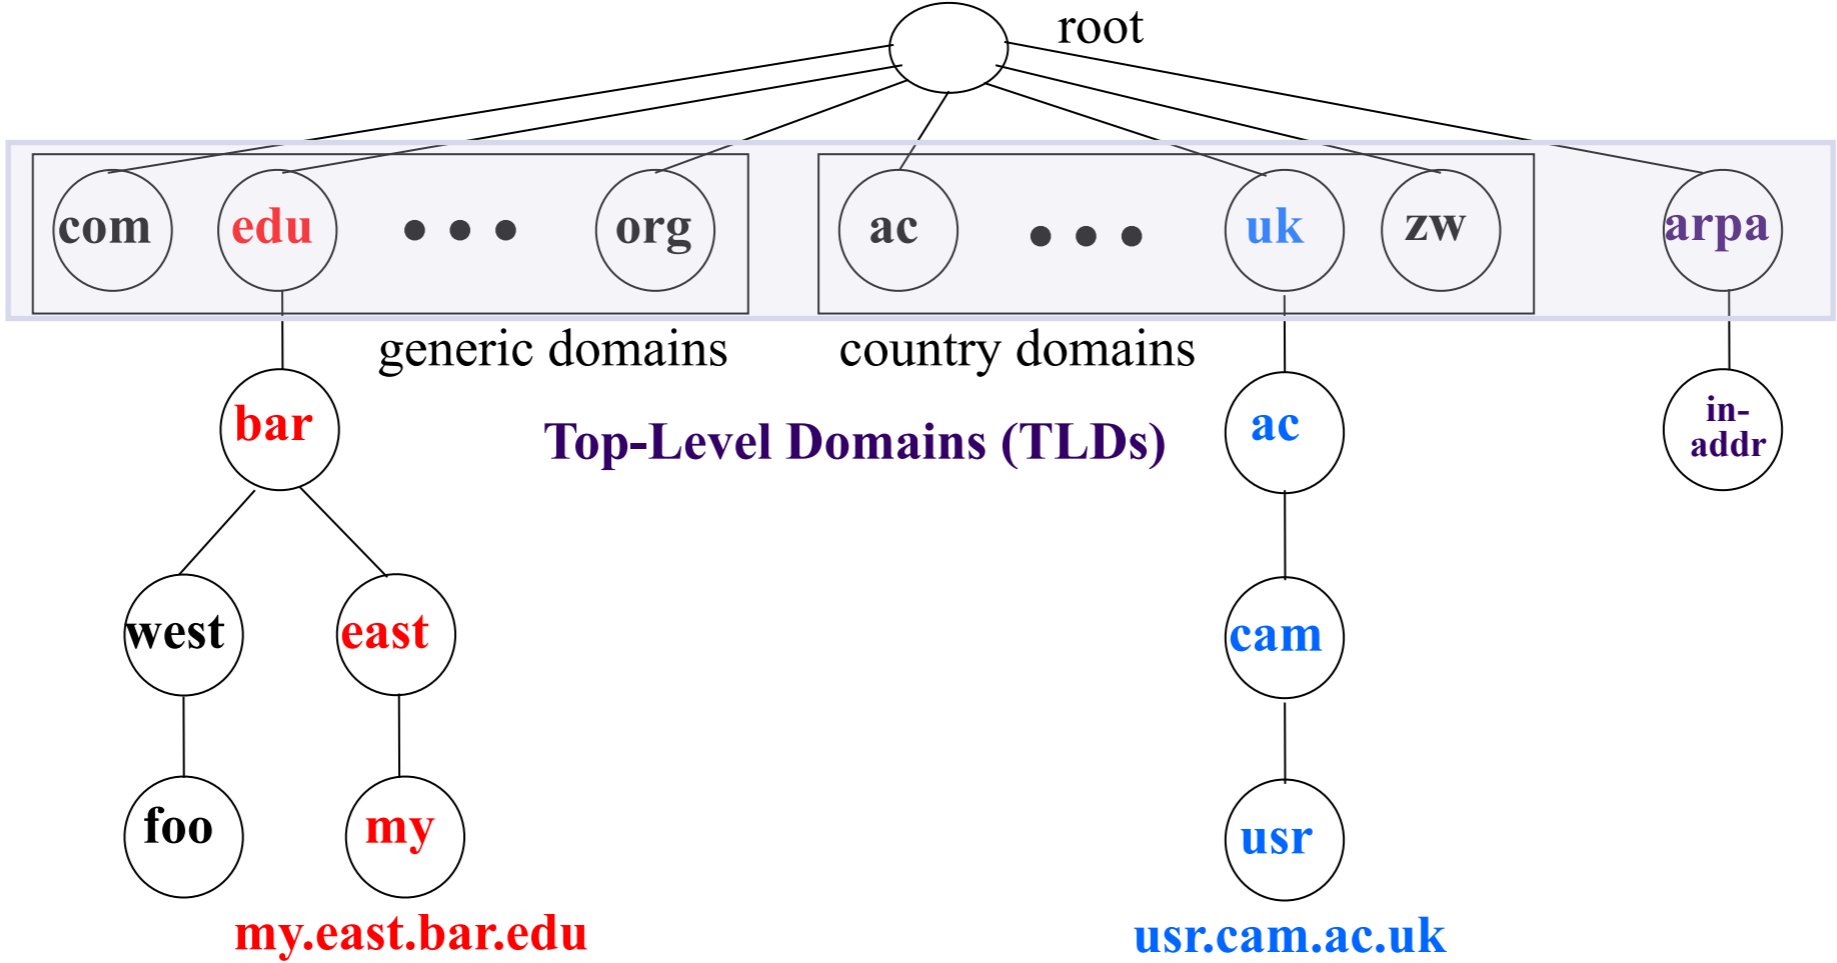 root
com edu ••• org ac ••• uk zw arpa
generic domains country domains
bar Top-Level Domains (TLDs) ac in-
addr
west east cam
foo my usr
my.east.bar.edu usr.cam.ac.uk